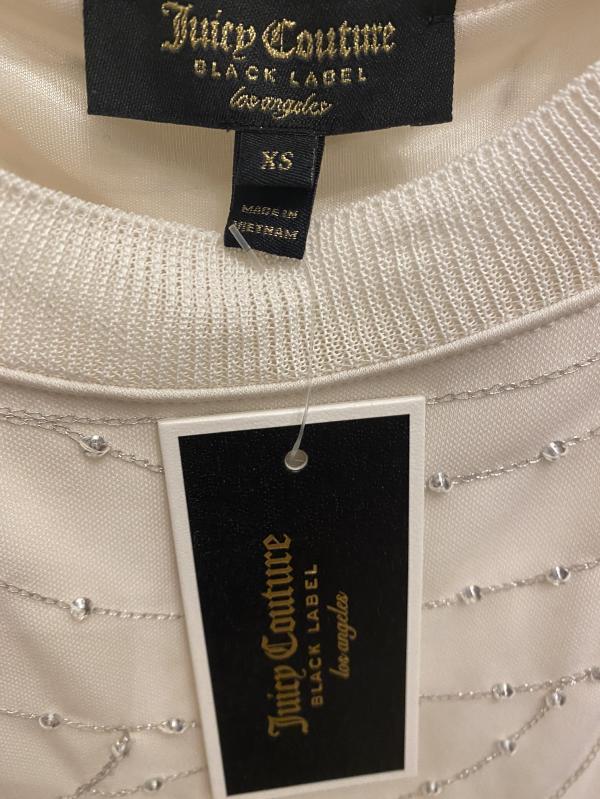 Juicy Couture
BLACK LABEL
los angeles
XS
MADE IN
VIETNAM
Juicy Couture
BLACK LABEL
los angeles